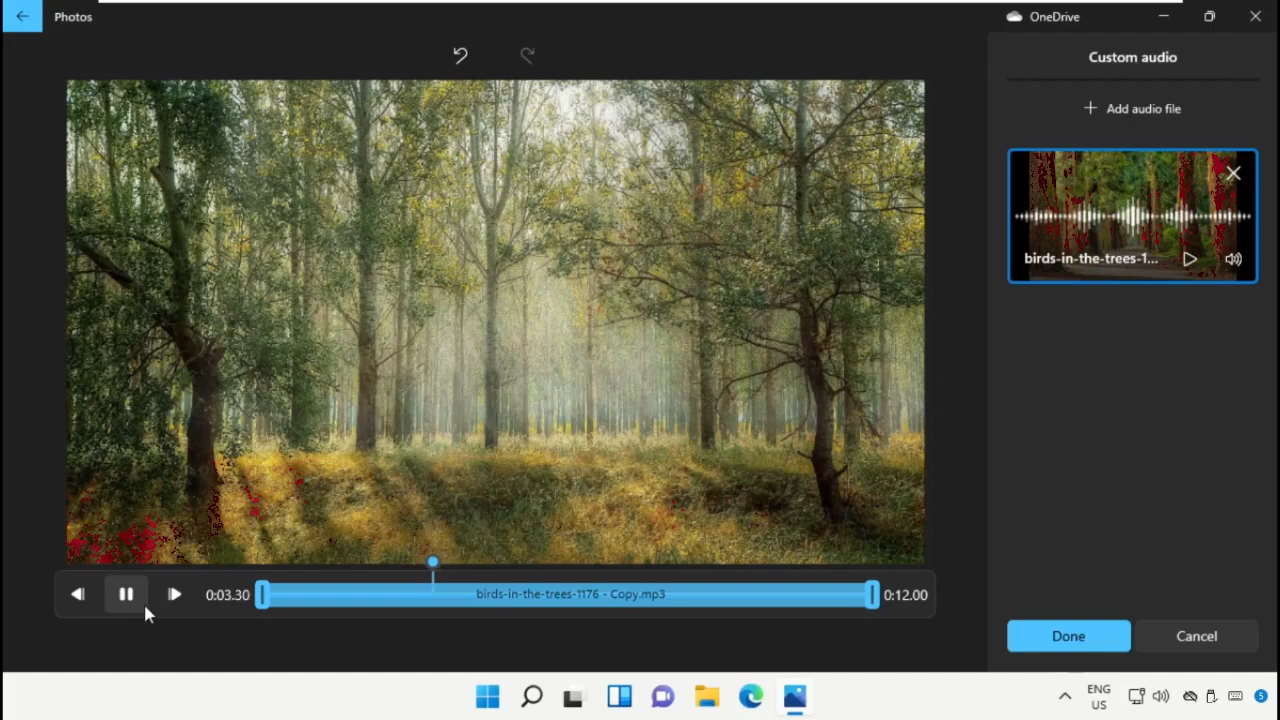 Photos
OneDrive
Custom audio
Add audio file
birds-in-the-trees-1...
0:03.30
birds-in-the-trees-1176 - Copy.mp3
0:12.00
Done
Cancel
ENG
US
5